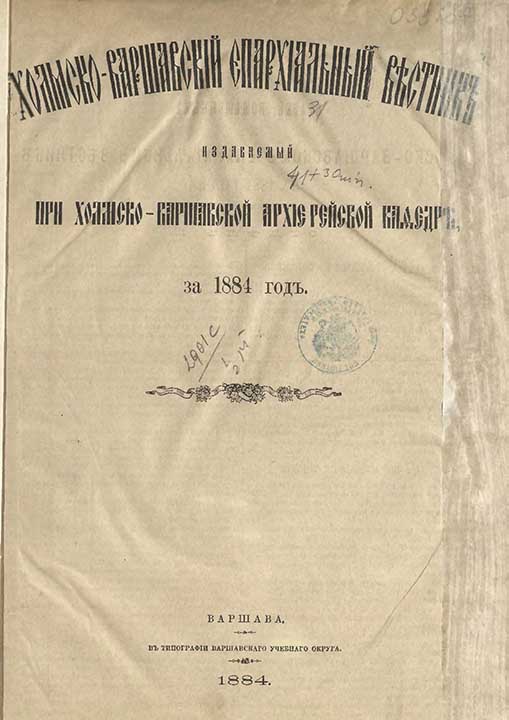 ХОЛМСКО-ВАРШАВСКІЙ ЕПАРХІАЛЬНЫЙ ВѢСТНИКЪ
31
ИЗДАВАЕМЫЙ
ПРИ ХОЛМСКО-ВАРШАВСКОЙ АРХІЕРЕЙСКОЙ КАѲЕДРѢ,
за 1884 годъ.
ВАРШАВА.
ВЪ ТИПОГРАФІИ ВАРШАВСКАГО УЧЕБНАГО ОКРУГА.
1884.